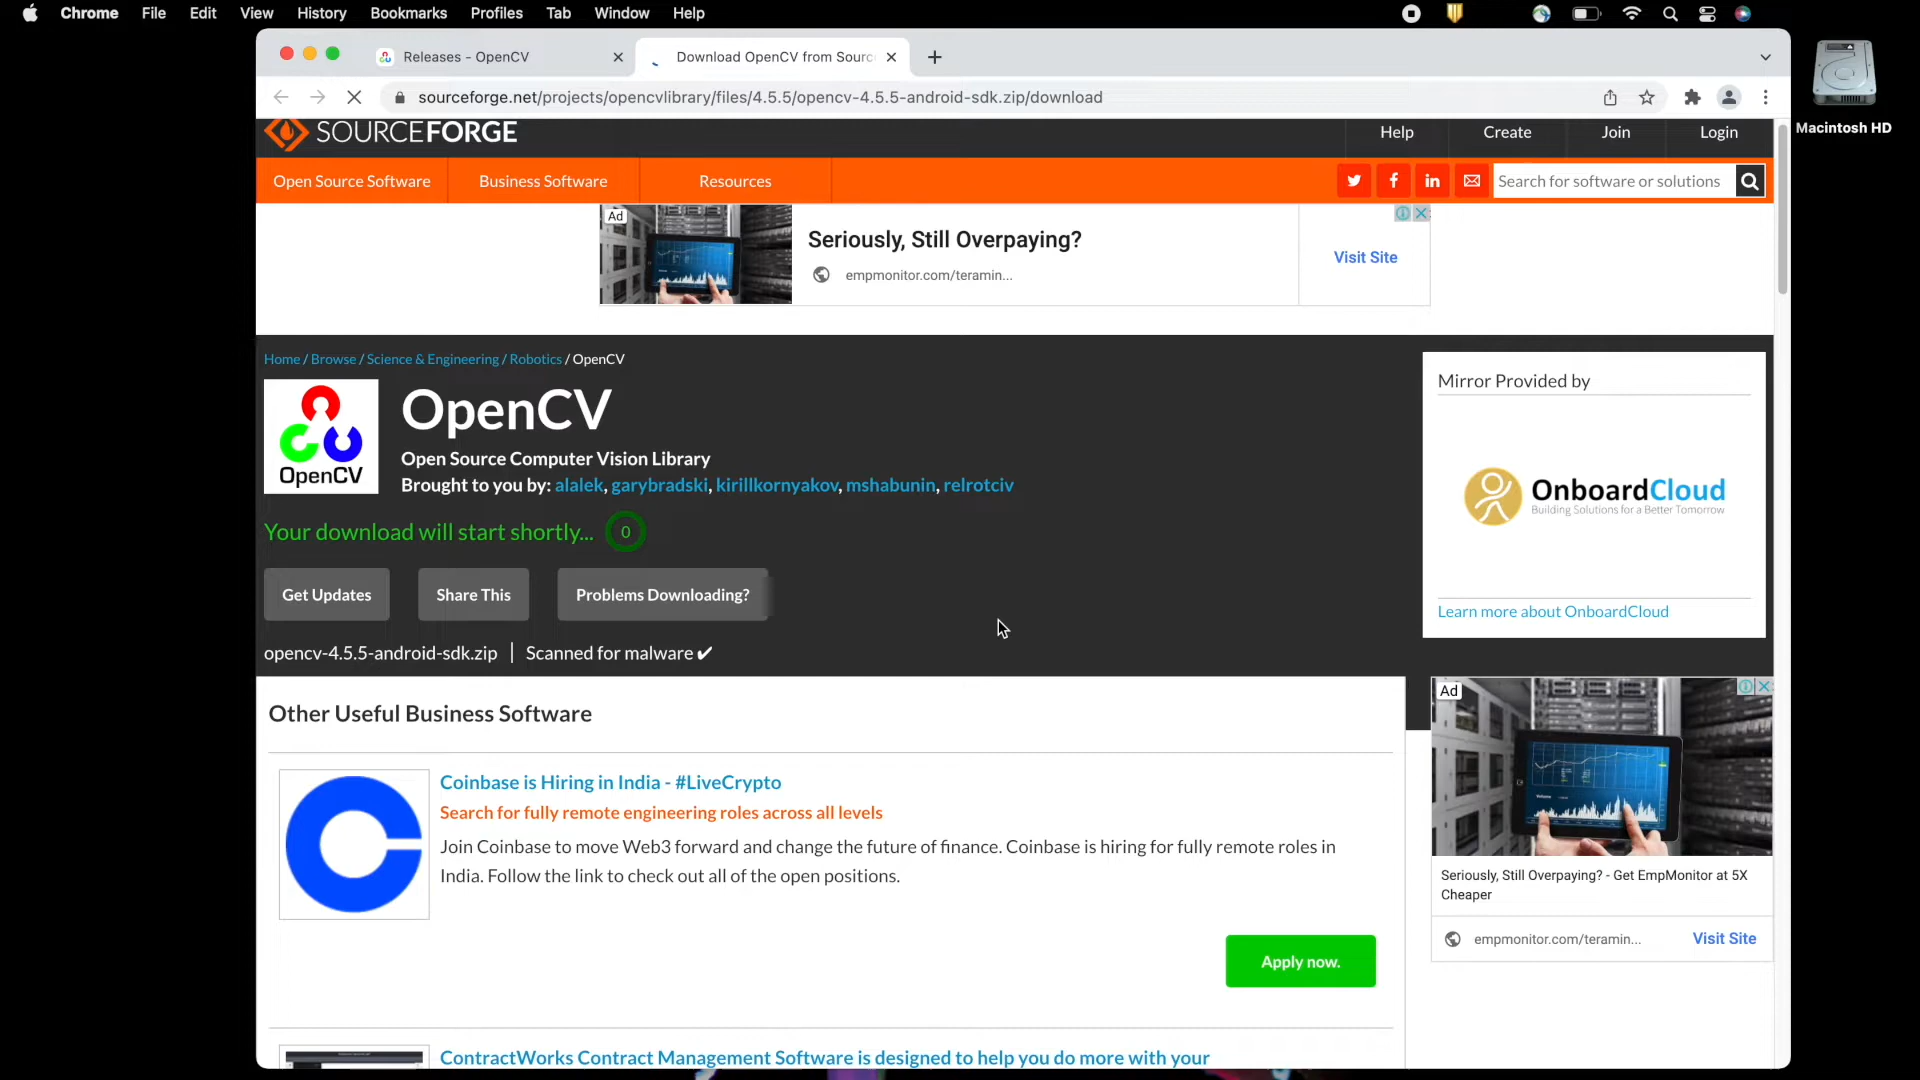 Chrome File Edit View History Bookmarks Profiles Tab Window Help
Releases - OpenCV
Download OpenCV from Sourc
sourceforge.net/projects/opencvlibrary/files/4.5.5/opencv-4.5.5-android-sdk.zip/download
Macintosh HD
SOURCEFORGE
Help Create Join Login
Open Source Software Business Software Resources
Search for software or solutions
Ad
Seriously, Still Overpaying?
empmonitor.com/teramin...
Visit Site
Home / Browse / Science & Engineering / Robotics / OpenCV
OpenCV
OpenCV
Open Source Computer Vision Library
Brought to you by: alalek, garybradski, kirillkornyakov, mshabunin, relrotciv
Your download will start shortly... 0
Get Updates Share This Problems Downloading?
opencv-4.5.5-android-sdk.zip | Scanned for malware ✔
Mirror Provided by
OnboardCloud
Building Solutions for a Better Tomorrow
Learn more about OnboardCloud
Other Useful Business Software
Coinbase is Hiring in India - #LiveCrypto
Search for fully remote engineering roles across all levels
Join Coinbase to move Web3 forward and change the future of finance. Coinbase is hiring for fully remote roles in
India. Follow the link to check out all of the open positions.
Apply now.
ContractWorks Contract Management Software is designed to help you do more with your
Ad
Seriously, Still Overpaying? - Get EmpMonitor at 5X
Cheaper
empmonitor.com/teramin...
Visit Site